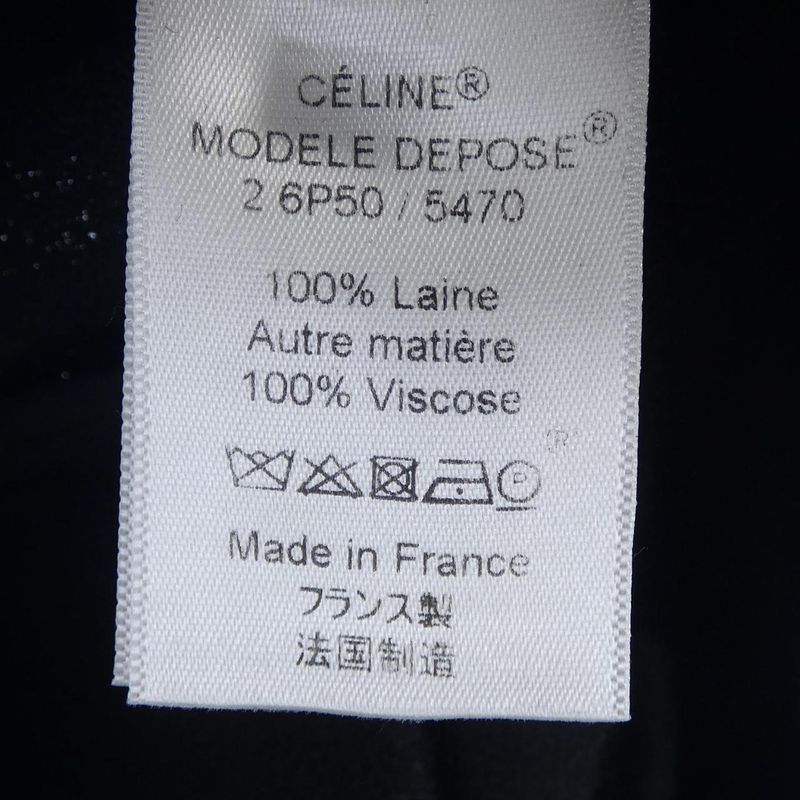 CÉLINE®
MODELE DEPOSE®
2 6P50 / 5470
100% Laine
Autre matière
100% Viscose
®
P
Made in France
フランス製
法国制造